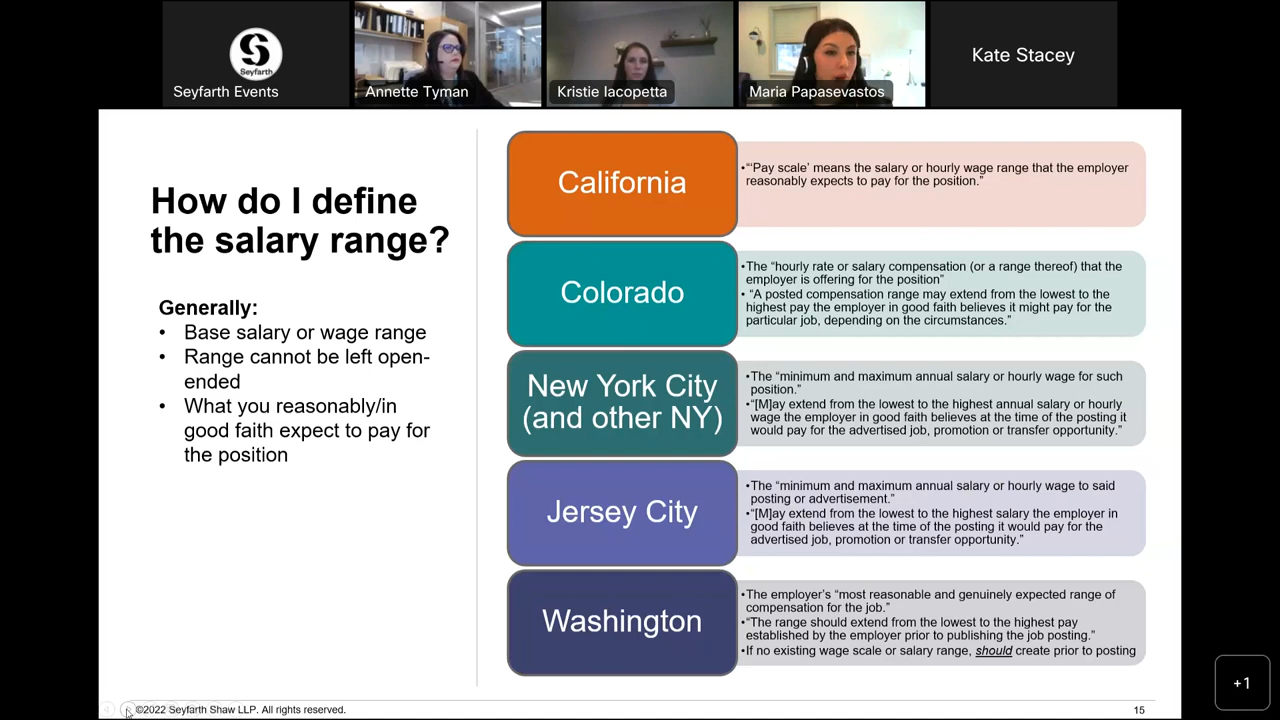 Seyfarth
Seyfarth Events
Annette Tyman
Kristie Iacopetta
Maria Papasevastos
Kate Stacey
How do I define
the salary range?
Generally:
• Base salary or wage range
• Range cannot be left open-
ended
• What you reasonably/in
good faith expect to pay for
the position
California
•“‘Pay scale’ means the salary or hourly wage range that the employer
reasonably expects to pay for the position.”
Colorado
•The “hourly rate or salary compensation (or a range thereof) that the
employer is offering for the position”
• “A posted compensation range may extend from the lowest to the
highest pay the employer in good faith believes it might pay for the
particular job, depending on the circumstances.”
New York City
(and other NY)
•The “minimum and maximum annual salary or hourly wage for such
position.”
•“[M]ay extend from the lowest to the highest annual salary or hourly
wage the employer in good faith believes at the time of the posting it
would pay for the advertised job, promotion or transfer opportunity.”
Jersey City
•The “minimum and maximum annual salary or hourly wage to said
posting or advertisement.”
•“[M]ay extend from the lowest to the highest salary the employer in
good faith believes at the time of the posting it would pay for the
advertised job, promotion or transfer opportunity.”
Washington
•The employer’s “most reasonable and genuinely expected range of
compensation for the job.”
•“The range should extend from the lowest to the highest pay
established by the employer prior to publishing the job posting.”
•If no existing wage scale or salary range, should create prior to posting
+1
©2022 Seyfarth Shaw LLP. All rights reserved.
15